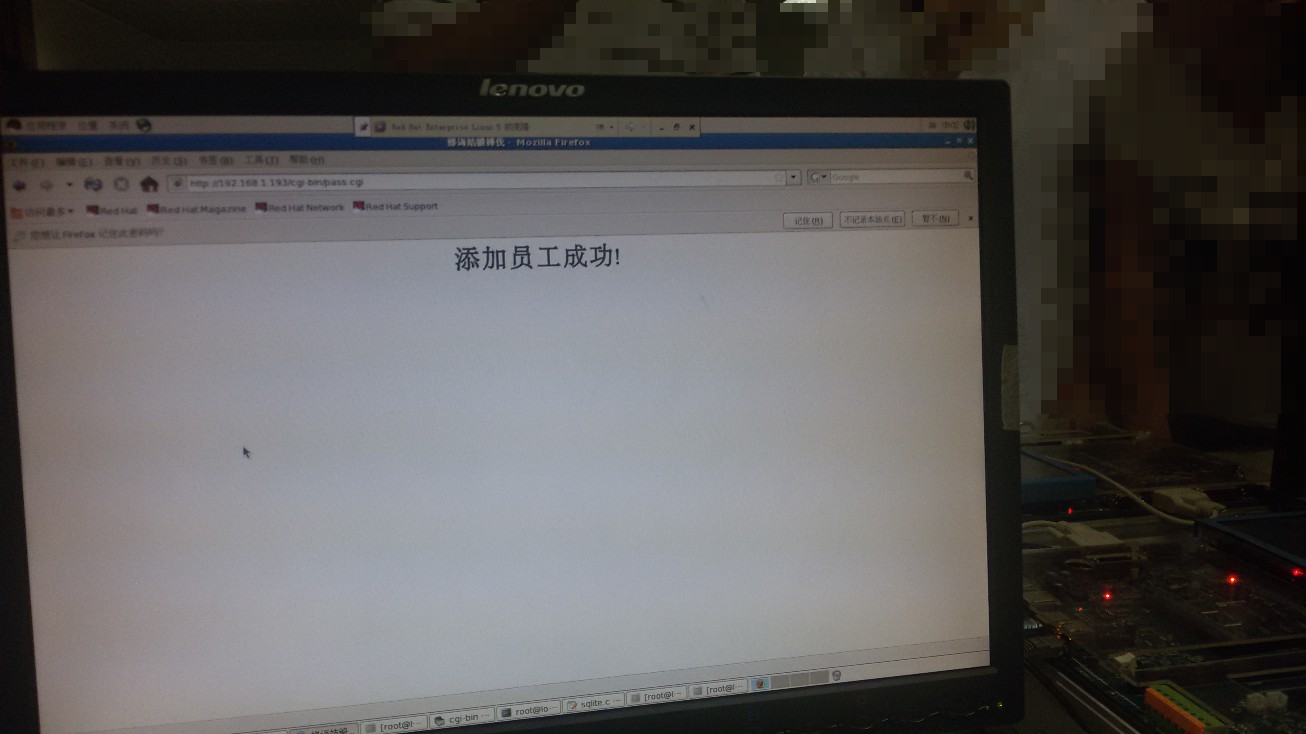 lenovo
应用程序 位置 系统
Red Hat Enterprise Linux 5 的克隆
- Mozilla Firefox
文件(F) 编辑(E) 查看(V) 历史(S) 书签(B) 工具(T) 帮助(H)
http://192.168.1.193/cgi-bin/pass.cgi
Google
访问最多 Red Hat Red Hat Magazine Red Hat Network Red Hat Support
您想让 Firefox 记住此密码吗? 记住(R) 不记录本站点(E) 暂不(N)
添加员工成功!
[root@l··· cgi-bin ··· root@lo··· sqlite.c ··· [root@l··· [root@l···